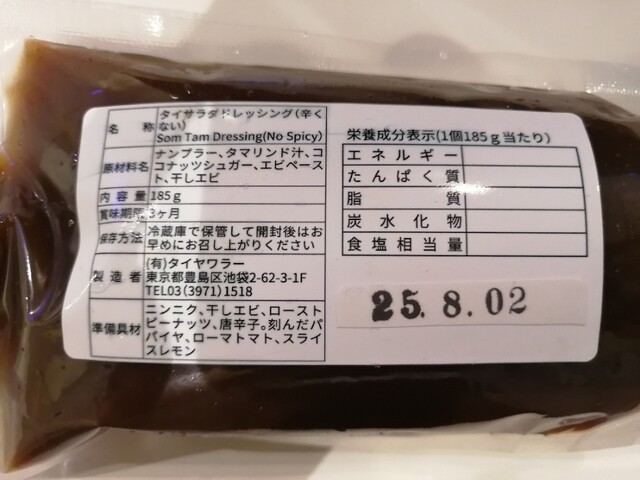 名称 タイサラダドレッシング(辛く
ない)
Som Tam Dressing(No Spicy)
原材料名 ナンプラー、タマリンド汁、コ
コナッツシュガー、エビペース
ト、干しエビ
内容量 185g
賞味期限 3ヶ月
保存方法 冷蔵庫で保管して開封後はお
早めにお召し上がりください
製造者 (有)タイヤワラー
東京都豊島区池袋2-62-3-1F
TEL03(3971)1518
準備具材 ニンニク、干しエビ、ロースト
ピーナッツ、唐辛子。刻んだパ
パイヤ、ローマトマト、スライ
スレモン
栄養成分表示(1個185g当たり)
エネルギー
たんぱく質
脂質
炭水化物
食塩相当量
25.8.02